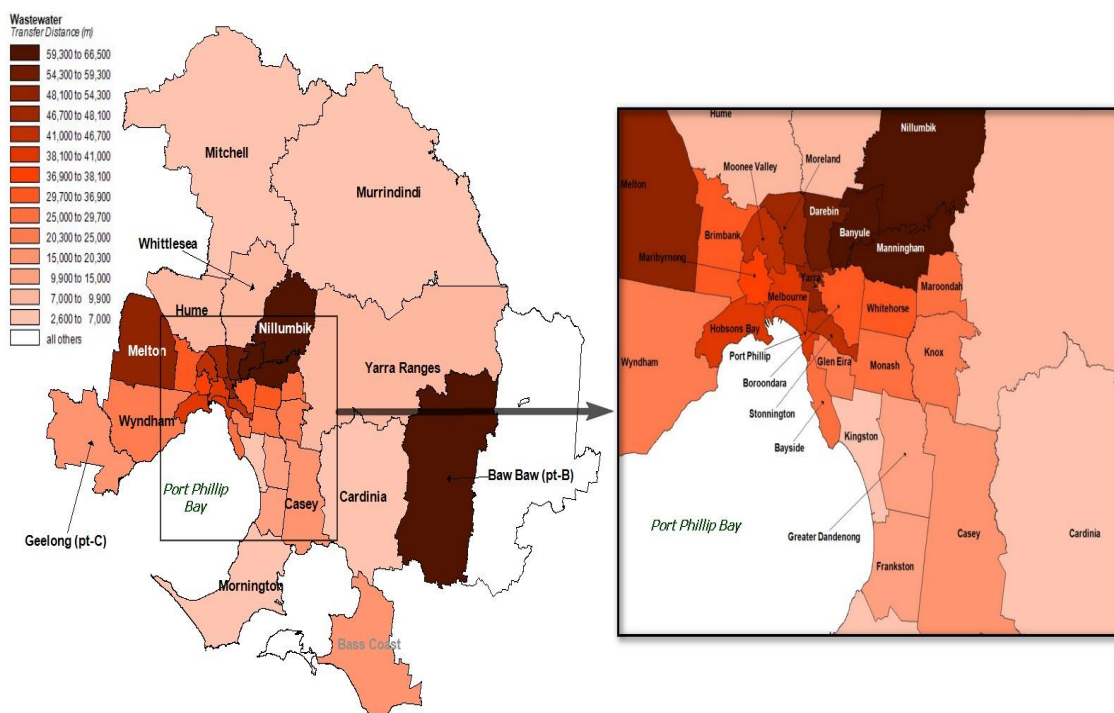 Wastewater
Transfer Distance (m)
59,300 to 66,500
54,300 to 59,300
48,100 to 54,300
46,700 to 48,100
41,000 to 46,700
38,100 to 41,000
36,900 to 38,100
29,700 to 36,900
25,000 to 29,700
20,300 to 25,000
15,000 to 20,300
9,900 to 15,000
7,000 to 9,900
2,600 to 7,000
all others
Mitchell
Murrindindi
Whittlesea
Hume
Nillumbik
Melton
Yarra Ranges
Wyndham
Baw Baw (pt-B)
Port Phillip
Bay
Casey
Cardinia
Geelong (pt-C)
Mornington
Bass Coast
Hume
Nillumbik
Moreland
Moonee Valley
Melton
Darebin
Banyule
Brimbank
Manningham
Maribyrnong
Yarra
Maroondah
Melbourne
Whitehorse
Hobsons Bay
Port Phillip
Glen Eira
Knox
Wyndham
Monash
Boroondara
Stonnington
Bayside
Kingston
Port Phillip Bay
Greater Dandenong
Casey
Cardinia
Frankston